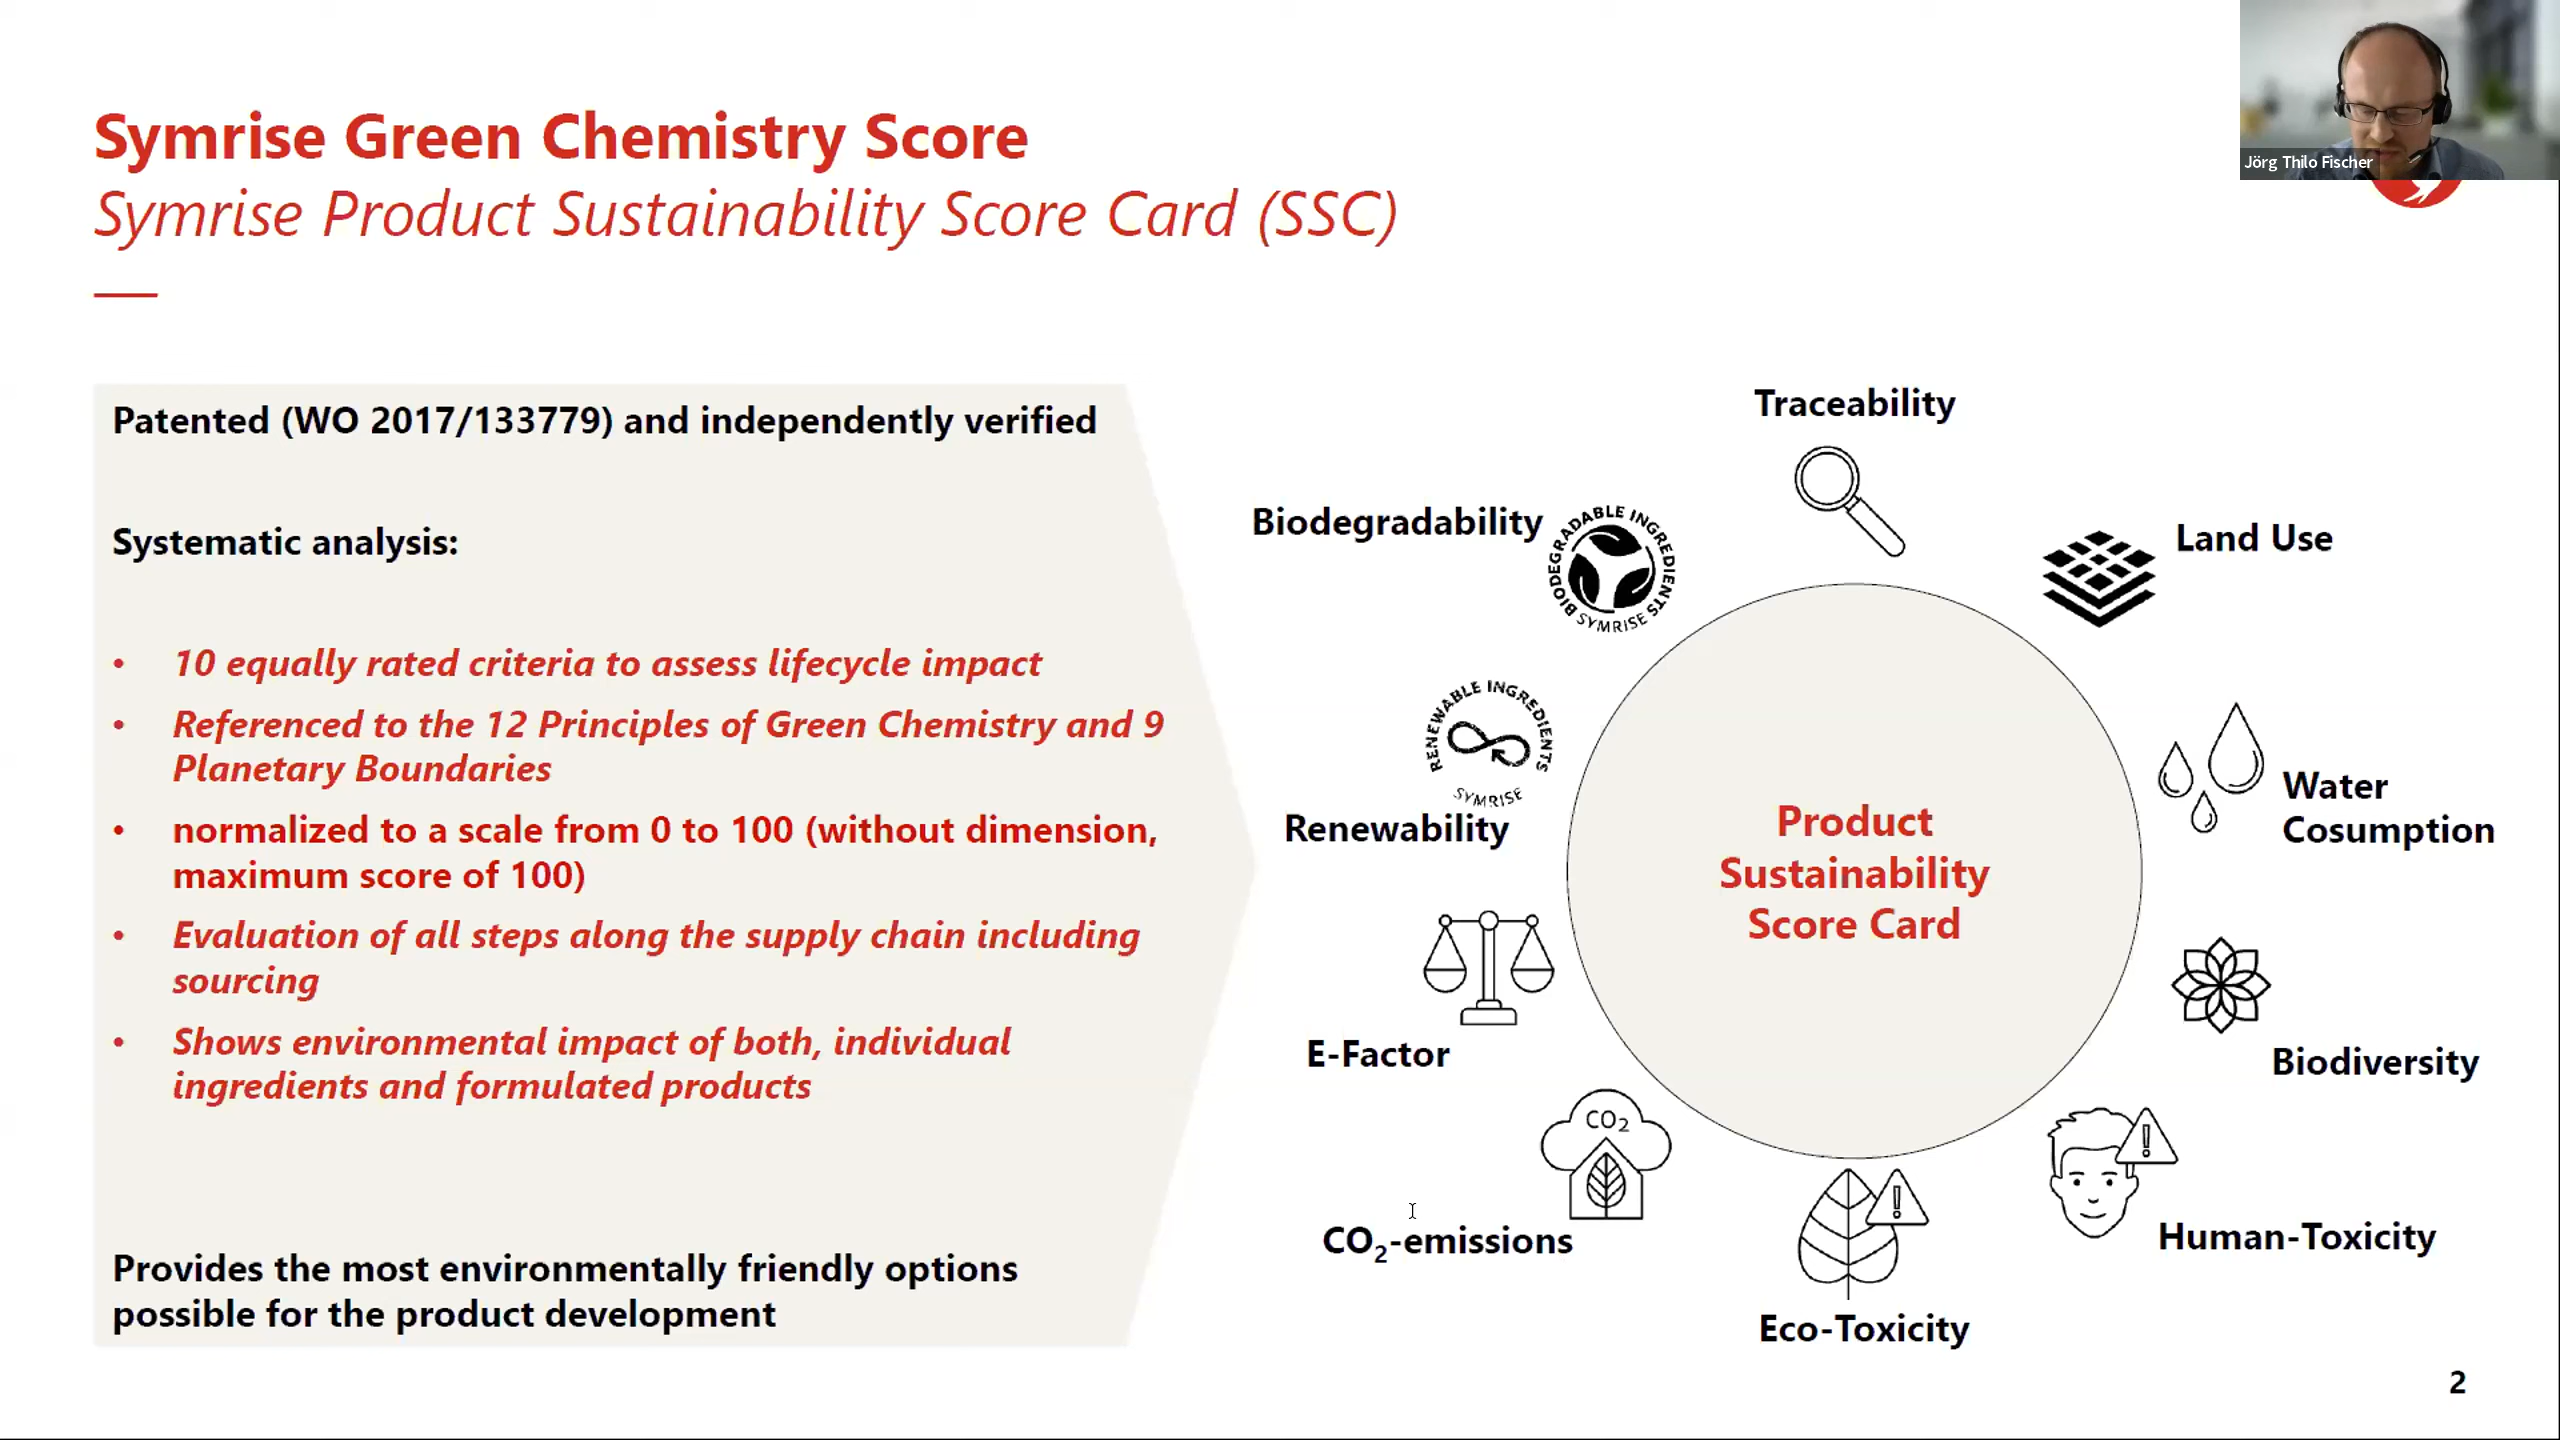 Jörg Thilo Fischer
Symrise Green Chemistry Score
Symrise Product Sustainability Score Card (SSC)
Patented (WO 2017/133779) and independently verified
Systematic analysis:
• 10 equally rated criteria to assess lifecycle impact
• Referenced to the 12 Principles of Green Chemistry and 9
Planetary Boundaries
• normalized to a scale from 0 to 100 (without dimension,
maximum score of 100)
• Evaluation of all steps along the supply chain including
sourcing
• Shows environmental impact of both, individual
ingredients and formulated products
Provides the most environmentally friendly options
possible for the product development
Traceability
Biodegradability
BIODEGRADABLE INGREDIENTS
SYMRISE
Land Use
RENEWABLE INGREDIENTS
SYMRISE
Renewability
Water
Cosumption
Product
Sustainability
Score Card
E-Factor
Biodiversity
CO₂
CO₂-emissions
Human-Toxicity
Eco-Toxicity
2